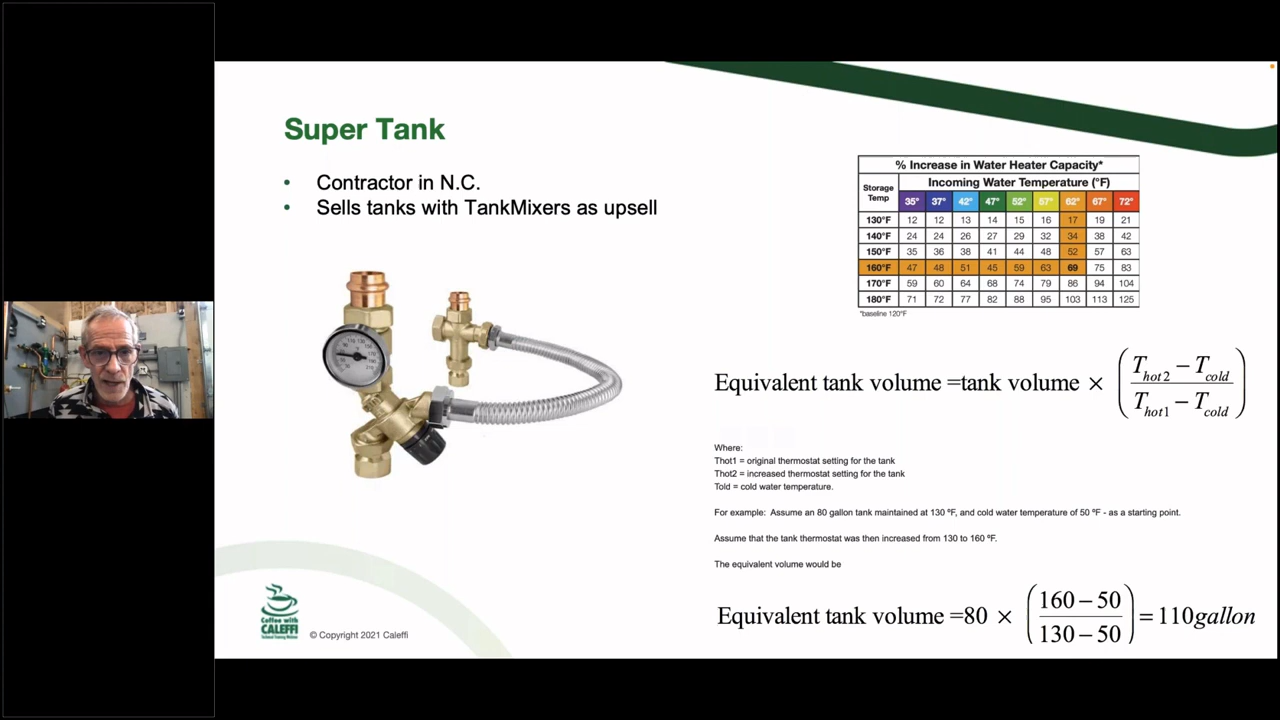 Super Tank
• Contractor in N.C.
• Sells tanks with TankMixers as upsell
% Increase in Water Heater Capacity*
Storage Temp
Incoming Water Temperature (°F)
35° 37° 42° 47° 52° 57° 62° 67° 72°
130°F 12 12 13 14 15 16 17 19 21
140°F 24 24 26 27 29 32 34 38 42
150°F 35 36 38 41 44 48 52 57 63
160°F 47 48 51 45 59 63 69 75 83
170°F 59 60 64 68 74 79 86 94 104
180°F 71 72 77 82 88 95 103 113 125
*baseline 120°F
Equivalent tank volume =tank volume × (T_hot2 − T_cold / T_hot1 − T_cold)
Where:
Thot1 = original thermostat setting for the tank
Thot2 = increased thermostat setting for the tank
Told = cold water temperature.
For example: Assume an 80 gallon tank maintained at 130 ºF, and cold water temperature of 50 ºF - as a starting point.
Assume that the tank thermostat was then increased from 130 to 160 ºF.
The equivalent volume would be
Equivalent tank volume =80 × (160 − 50 / 130 − 50) = 110gallon
Coffee with
CALEFFI
© Copyright 2021 Caleffi